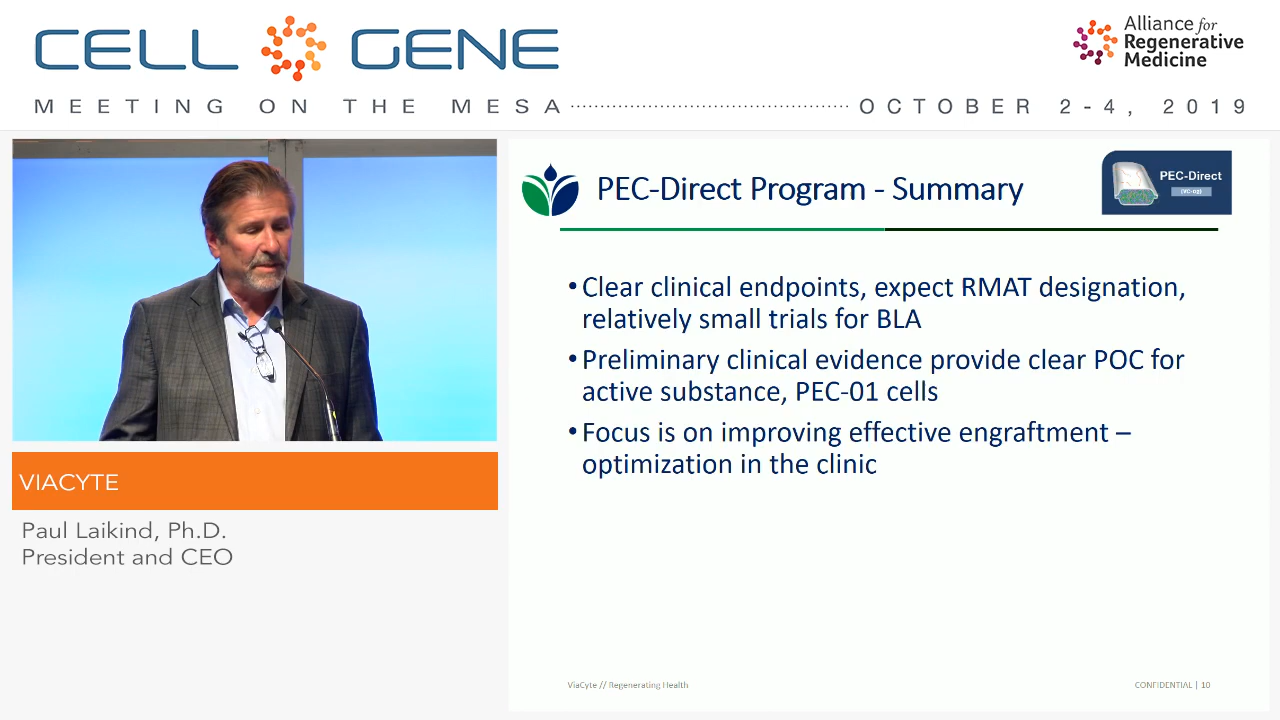 CELL GENE
MEETING ON THE MESA
OCTOBER 2-4, 2019
Alliance for
Regenerative
Medicine
PEC-Direct Program - Summary
PEC-Direct
(VC-02)
•Clear clinical endpoints, expect RMAT designation,
relatively small trials for BLA
•Preliminary clinical evidence provide clear POC for
active substance, PEC-01 cells
•Focus is on improving effective engraftment –
optimization in the clinic
VIACYTE
Paul Laikind, Ph.D.
President and CEO
ViaCyte // Regenerating Health
CONFIDENTIAL | 10